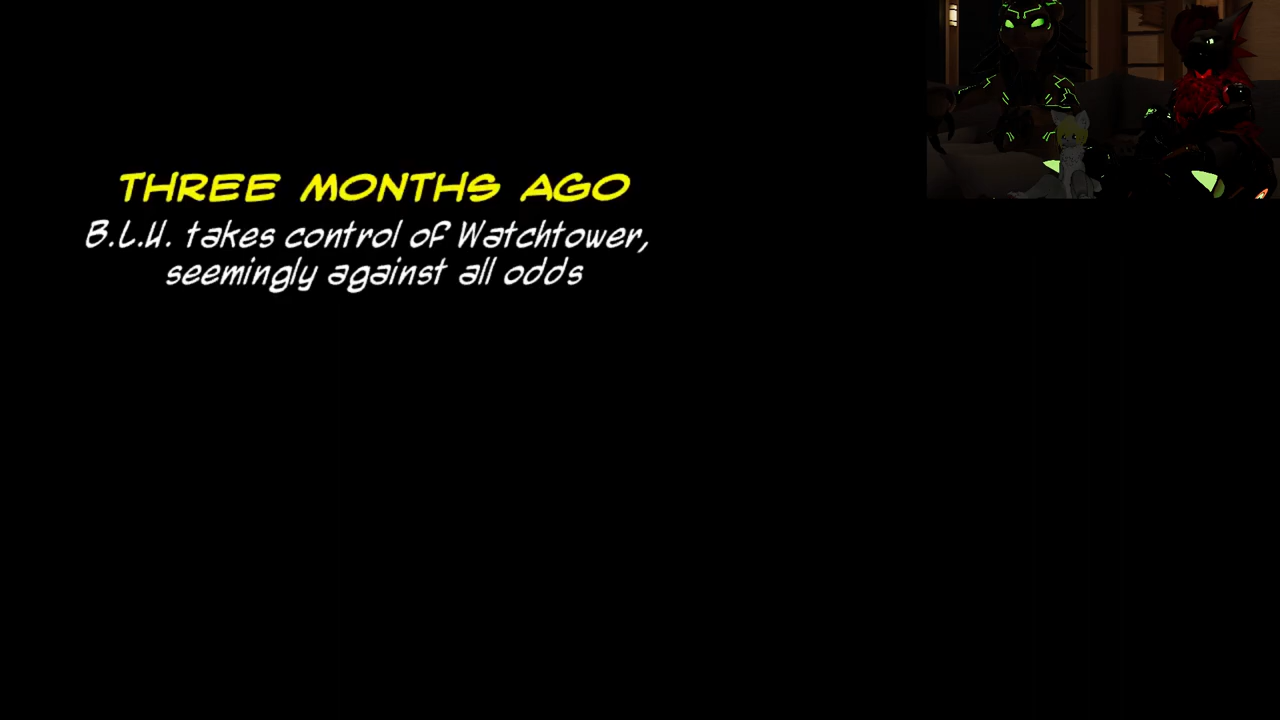 THREE MONTHS AGO
B.L.U. takes control of Watchtower,
seemingly against all odds